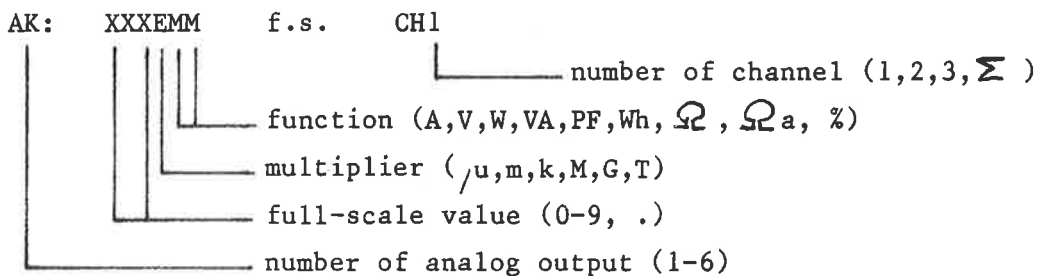 AK: XXXEMM f.s. CH1
number of channel (1,2,3,Σ )
function (A,V,W,VA,PF,Wh, Ω , Ωa, %)
multiplier (/u,m,k,M,G,T)
full-scale value (0-9, .)
number of analog output (1-6)